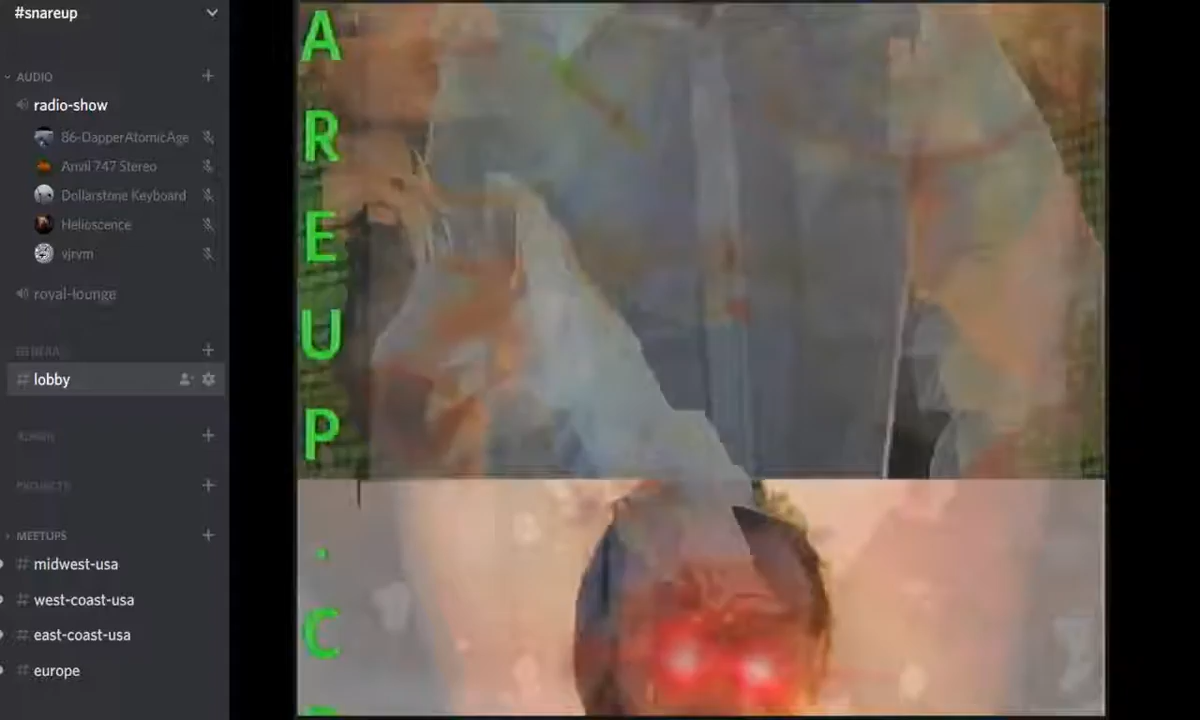 #snareup
AUDIO
radio-show
86-DapperAtomicAge
Anvil 747 Stereo
Dollarstone Keyboard
Helioscence
vjrvm
royal-lounge
# lobby
PROJECTS
MEETUPS
# midwest-usa
# west-coast-usa
# east-coast-usa
# europe
A
R
E
U
P
.
C